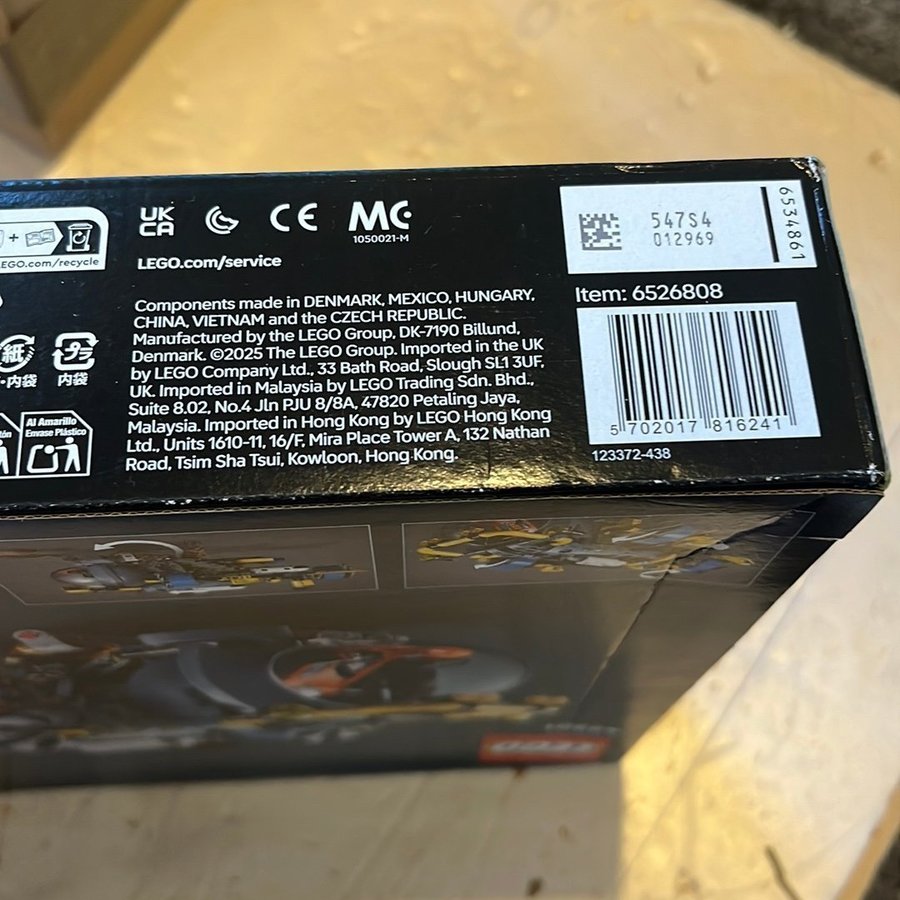 UK
CA
CE
MC
1050021-M
LEGO.com/service
+
LEGO.com/recycle
Components made in DENMARK, MEXICO, HUNGARY,
CHINA, VIETNAM and the CZECH REPUBLIC.
Manufactured by the LEGO Group, DK-7190 Billund,
Denmark. ©2025 The LEGO Group. Imported in the UK
by LEGO Company Ltd., 33 Bath Road, Slough SL1 3UF,
UK. Imported in Malaysia by LEGO Trading Sdn. Bhd.,
Suite 8.02, No.4 Jln PJU 8/8A, 47820 Petaling Jaya,
Malaysia. Imported in Hong Kong by LEGO Hong Kong
Ltd., Units 1610-11, 16/F, Mira Place Tower A, 132 Nathan
Road, Tsim Sha Tsui, Kowloon, Hong Kong.
紙
プラ
・内袋
内袋
Al Amarillo
Envase Plástico
547S4
012969
6534861
Item: 6526808
5 702017 816241
123372-438